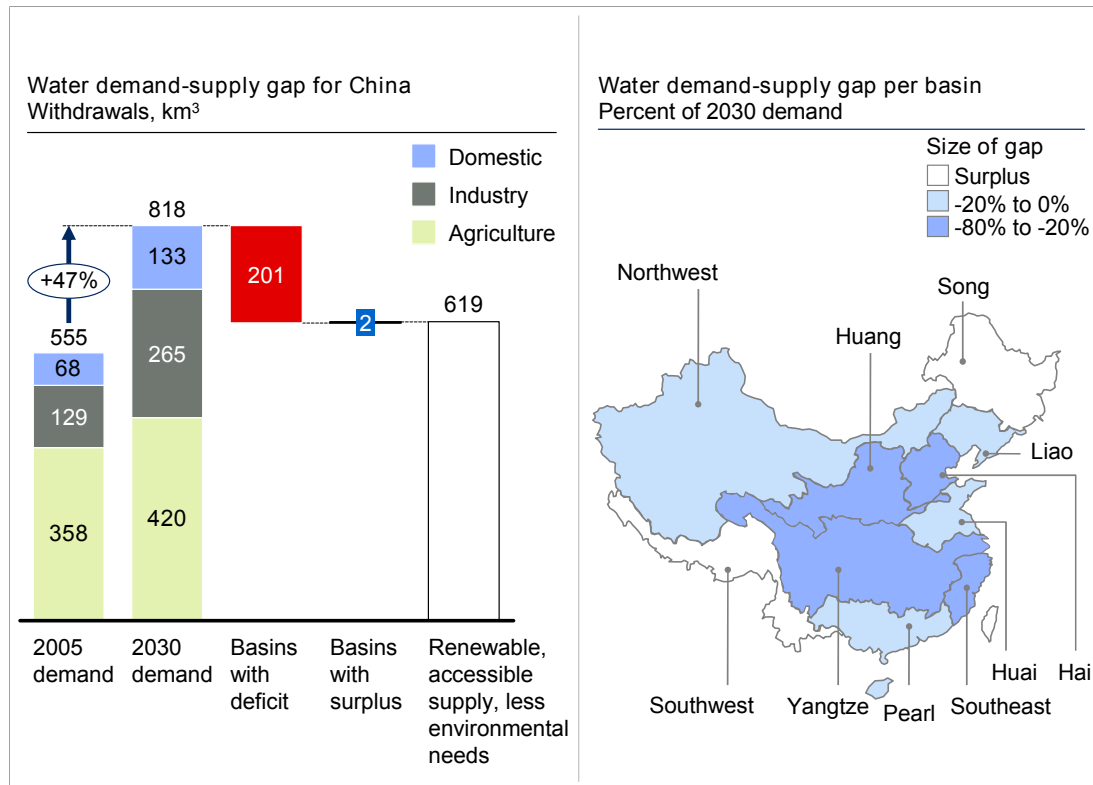 Water demand-supply gap for China
Withdrawals, km³
Domestic
Industry
Agriculture
818
133
265
420
+47%
555
68
129
358
201
2
619
2005
demand
2030
demand
Basins
with
deficit
Basins
with
surplus
Renewable,
accessible
supply, less
environmental
needs
Water demand-supply gap per basin
Percent of 2030 demand
Size of gap
Surplus
-20% to 0%
-80% to -20%
Northwest
Song
Huang
Liao
Huai
Hai
Southwest
Yangtze
Pearl
Southeast